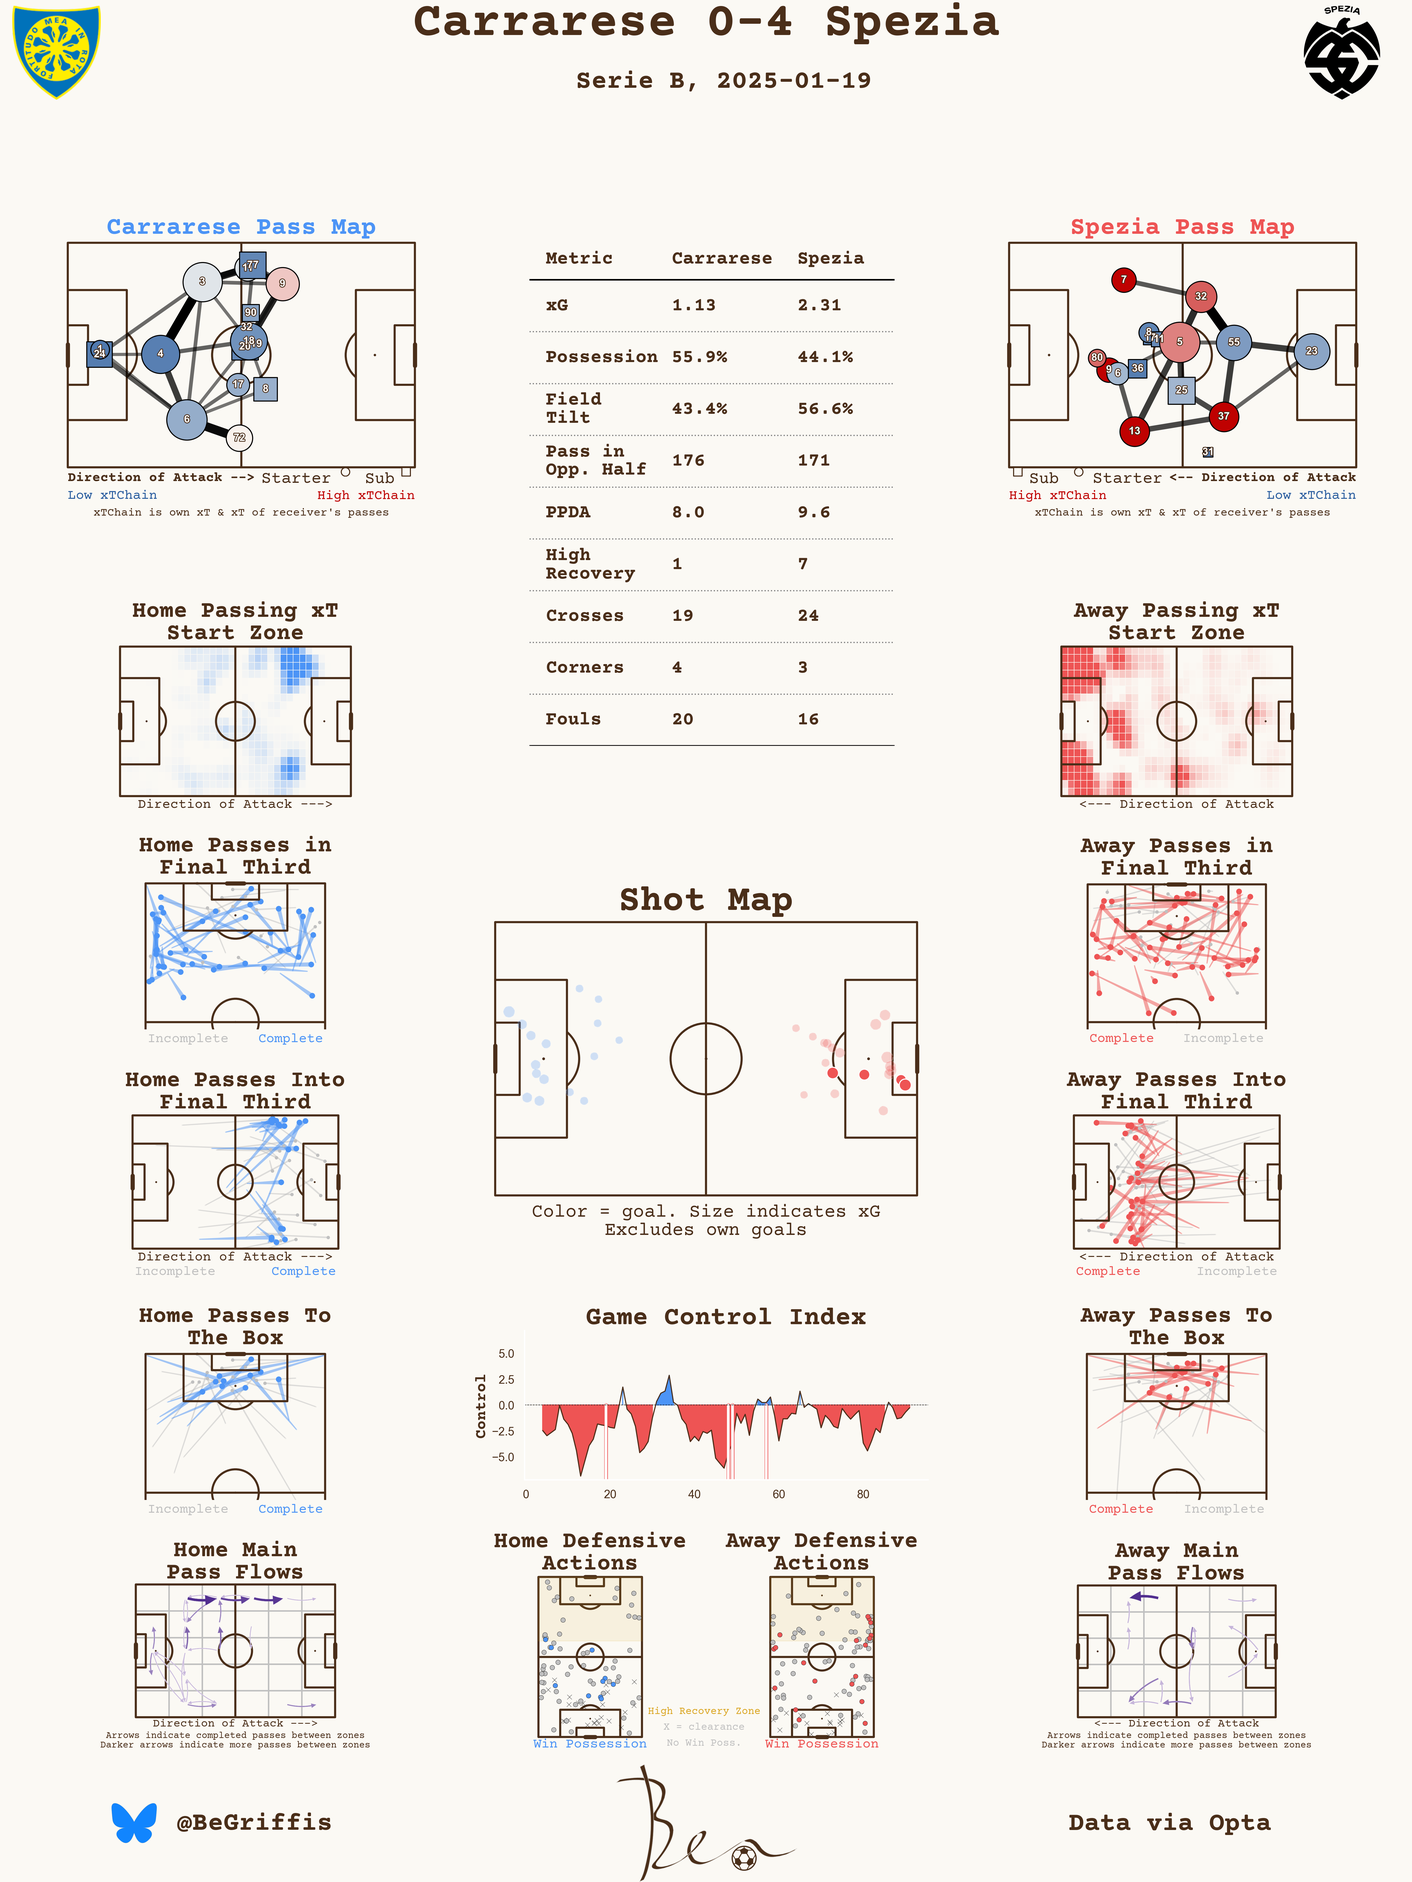 Carrarese 0-4 Spezia
Serie B, 2025-01-19
FORTITUDO MEA IN ROTA
SPEZIA
Carrarese Pass Map
3
77
9
90
32
18
1
24
4
17
8
6
72
Direction of Attack --> Starter Sub
Low xTChain High xTChain
xTChain is own xT & xT of receiver's passes
Metric Carrarese Spezia
xG 1.13 2.31
Possession 55.9% 44.1%
Field
Tilt 43.4% 56.6%
Pass in
Opp. Half 176 171
PPDA 8.0 9.6
High
Recovery 1 7
Crosses 19 24
Corners 4 3
Fouls 20 16
Spezia Pass Map
7
32
8
11
5
55
23
80
9
6
36
25
13
37
31
Sub Starter <-- Direction of Attack
High xTChain Low xTChain
xTChain is own xT & xT of receiver's passes
Home Passing xT
Start Zone
Direction of Attack --->
Away Passing xT
Start Zone
<--- Direction of Attack
Home Passes in
Final Third
Incomplete Complete
Away Passes in
Final Third
Complete Incomplete
Shot Map
Color = goal. Size indicates xG
Excludes own goals
Home Passes Into
Final Third
Direction of Attack --->
Incomplete Complete
Away Passes Into
Final Third
<--- Direction of Attack
Complete Incomplete
Home Passes To
The Box
Incomplete Complete
Game Control Index
Control
5.0
2.5
0.0
−2.5
−5.0
0 20 40 60 80
Away Passes To
The Box
Complete Incomplete
Home Main
Pass Flows
Direction of Attack --->
Arrows indicate completed passes between zones
Darker arrows indicate more passes between zones
Home Defensive
Actions
Win Possession
Away Defensive
Actions
Win Possession
High Recovery Zone
X = clearance
No Win Poss.
Away Main
Pass Flows
<--- Direction of Attack
Arrows indicate completed passes between zones
Darker arrows indicate more passes between zones
@BeGriffis
Ben
Data via Opta